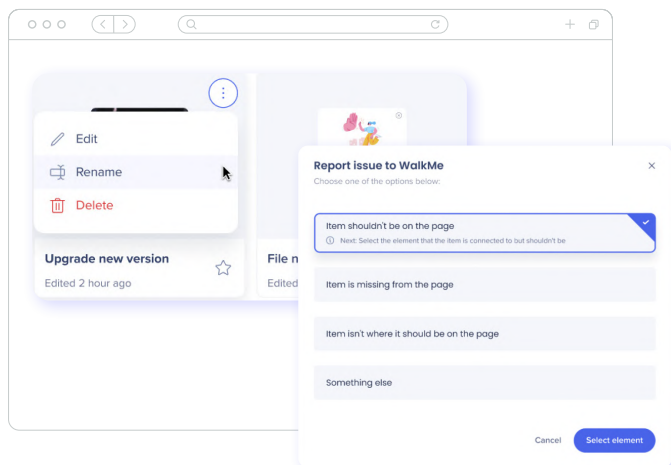 Edit
Rename
Delete
Upgrade new version
Edited 2 hour ago
File n
Edited
Report issue to WalkMe
Choose one of the options below:
Item shouldn't be on the page
Next: Select the element that the item is connected to but shouldn't be
Item is missing from the page
Item isn't where it should be on the page
Something else
Cancel
Select element